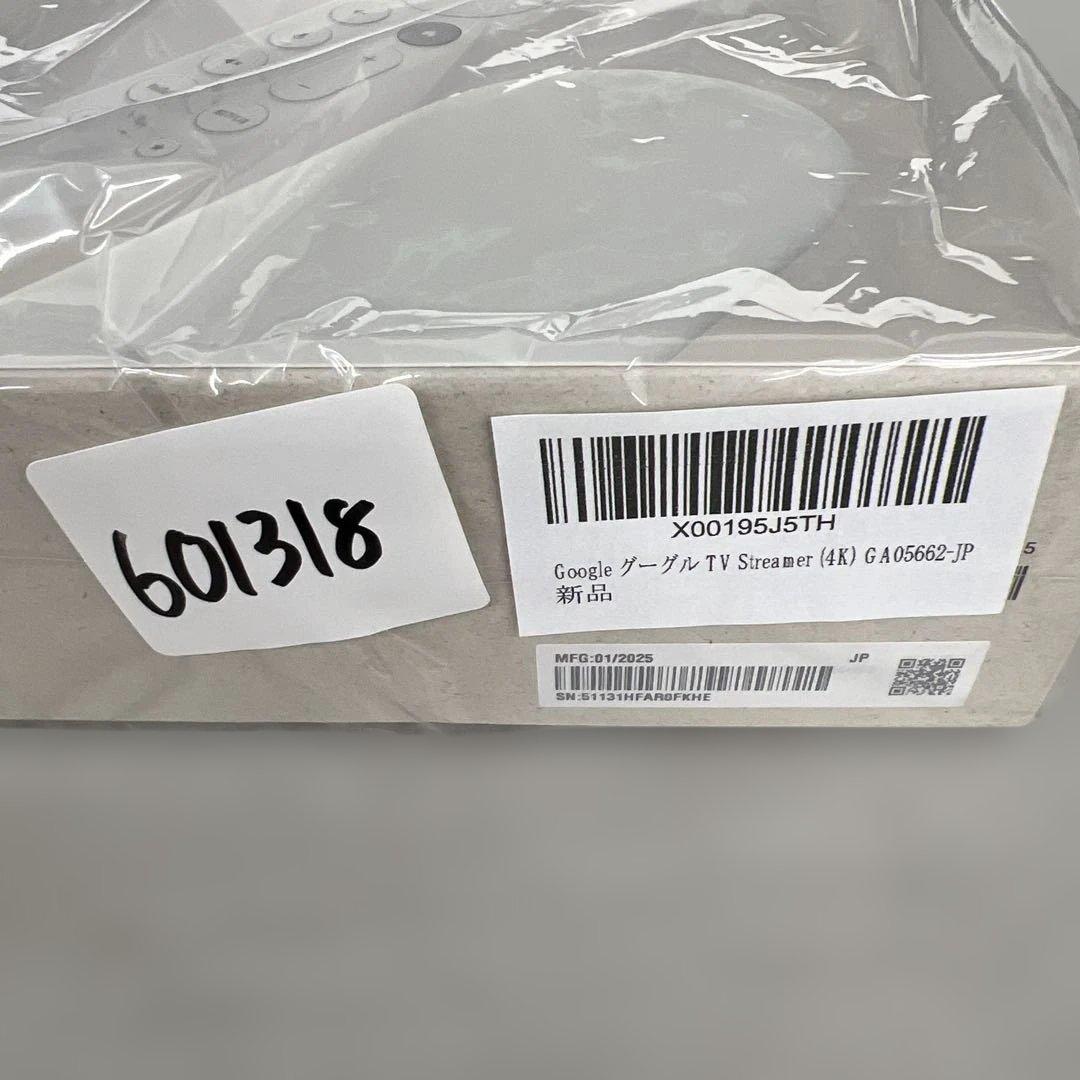 601318
X00195J5TH
Google グーグル TV Streamer (4K) GA05662-JP
新品
5
MFG:01/2025 JP
SN:51131HFAR0FKHE